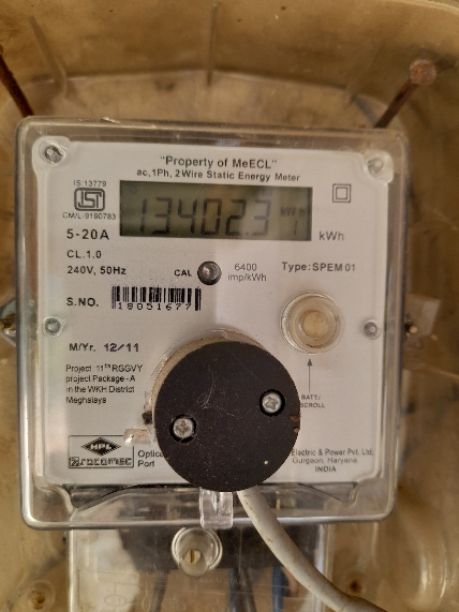 "Property of MeECL"
ac,1Ph, 2Wire Static Energy Meter
IS 13779
ISI
CM/L-9190783
13402.3 kWh
kWh
5-20A
CL.1.0
240V, 50Hz
CAL
6400
imp/kWh
Type:SPEM 01
S.NO.
18051677
M/Yr. 12/11
Project :11TH RGGVY
project Package - A
in the WKH District
Meghalaya
BATT/
SCROLL
HPL
SOCOMEC
Optical
Port
Electric & Power Pvt. Ltd.
Gurgaon, Haryana
INDIA